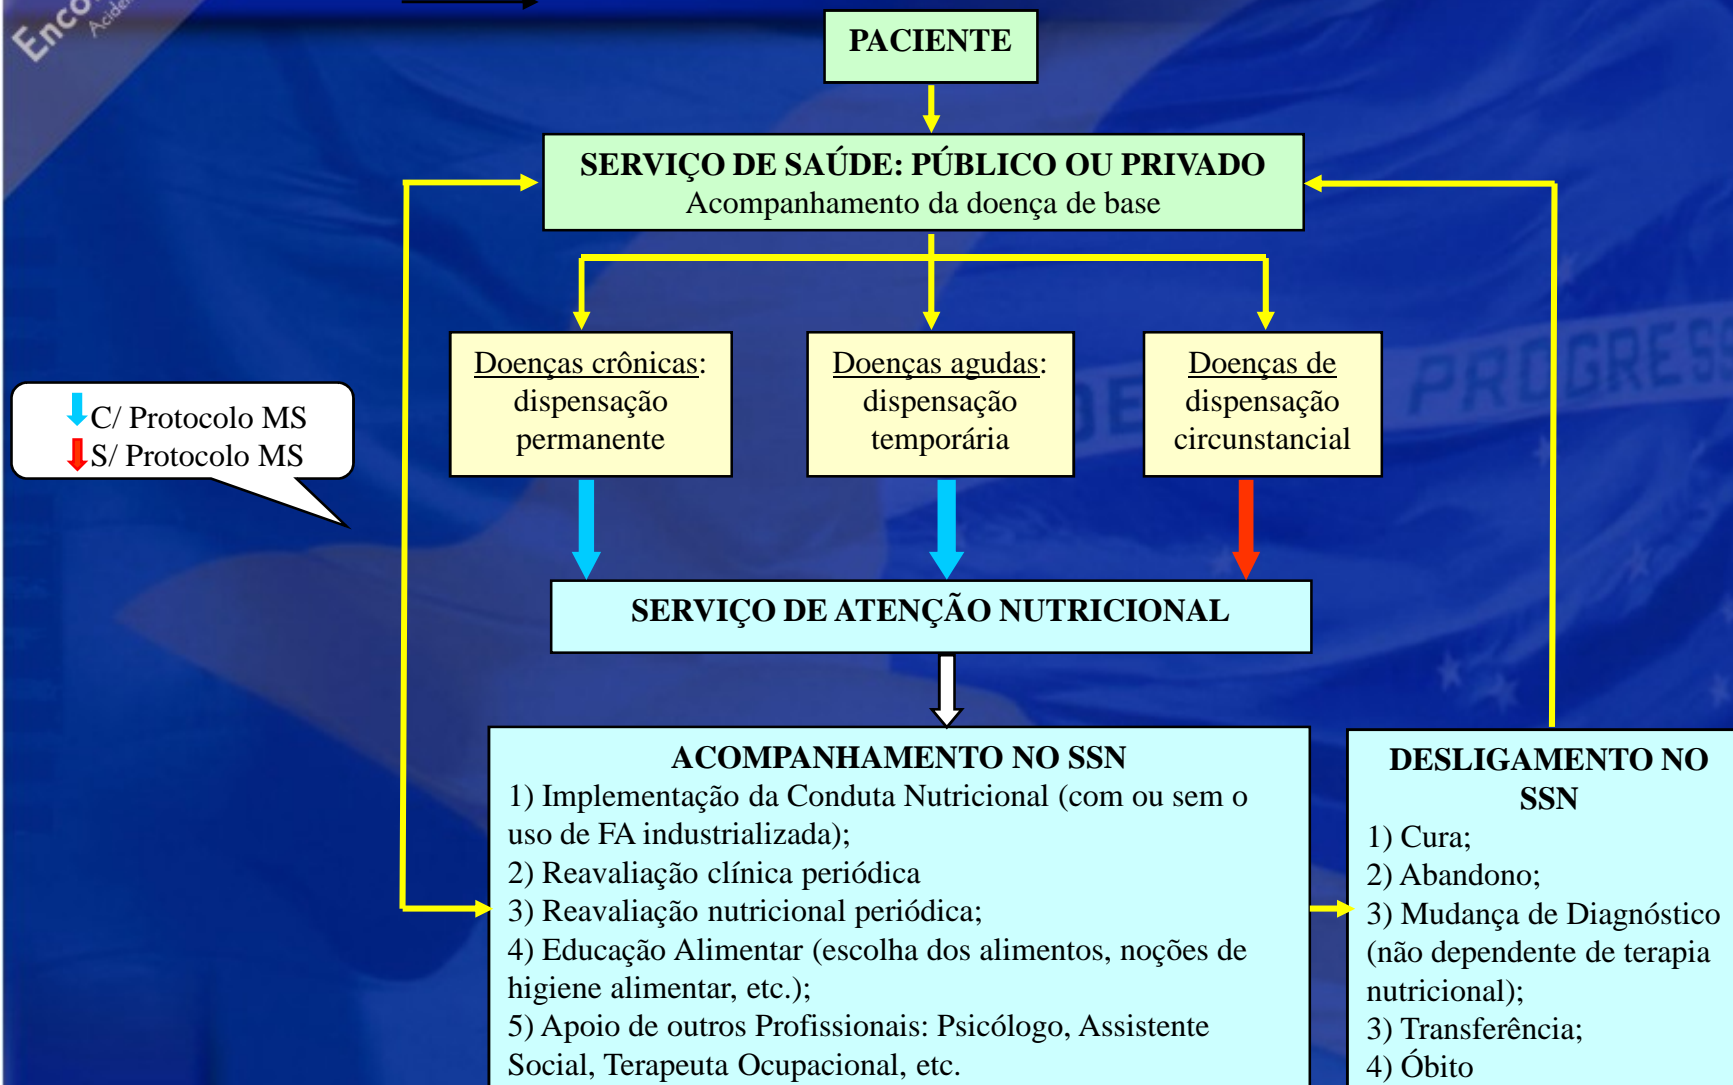 PACIENTE
SERVIÇO DE SAÚDE: PÚBLICO OU PRIVADO
Acompanhamento da doença de base
Doenças crônicas:
dispensação
permanente
Doenças agudas:
dispensação
temporária
Doenças de
dispensação
circunstancial
C/ Protocolo MS
S/ Protocolo MS
PROGRESS
SERVIÇO DE ATENÇÃO NUTRICIONAL
ACOMPANHAMENTO NO SSN
1) Implementação da Conduta Nutricional (com ou sem o
uso de FA industrializada);
2) Reavaliação clínica periódica
3) Reavaliação nutricional periódica;
4) Educação Alimentar (escolha dos alimentos, noções de
higiene alimentar, etc.);
5) Apoio de outros Profissionais: Psicólogo, Assistente
Social, Terapeuta Ocupacional, etc.
DESLIGAMENTO NO
SSN
1) Cura;
2) Abandono;
3) Mudança de Diagnóstico
(não dependente de terapia
nutricional);
3) Transferência;
4) Óbito